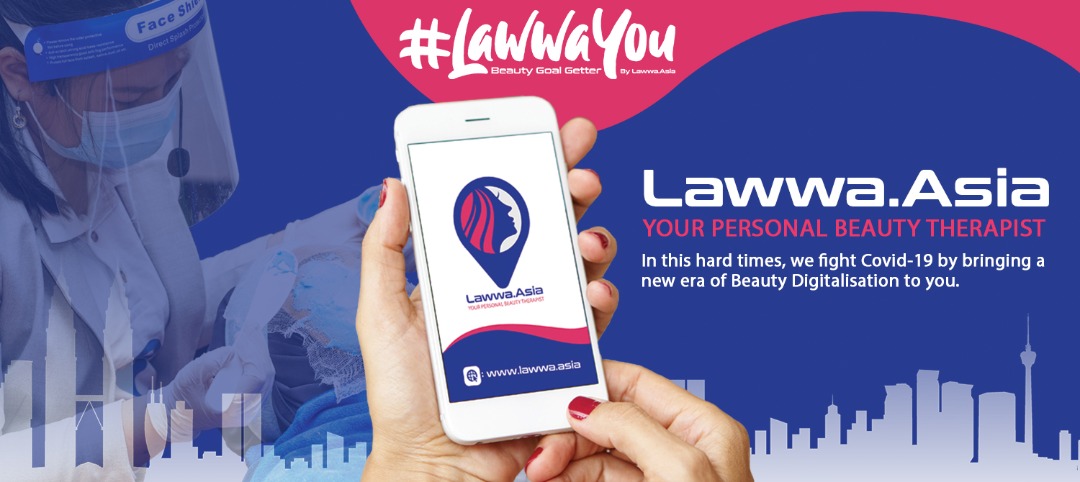 Face Shi
Direct Splash
#LawwaYou
Beauty Goal Getter By Lawwa.Asia
Lawwa.Asia
YOUR PERSONAL BEAUTY THERAPIST
In this hard times, we fight Covid-19 by bringing a
new era of Beauty Digitalisation to you.
Lawwa.Asia
YOUR PERSONAL BEAUTY THERAPIST
: www.lawwa.asia